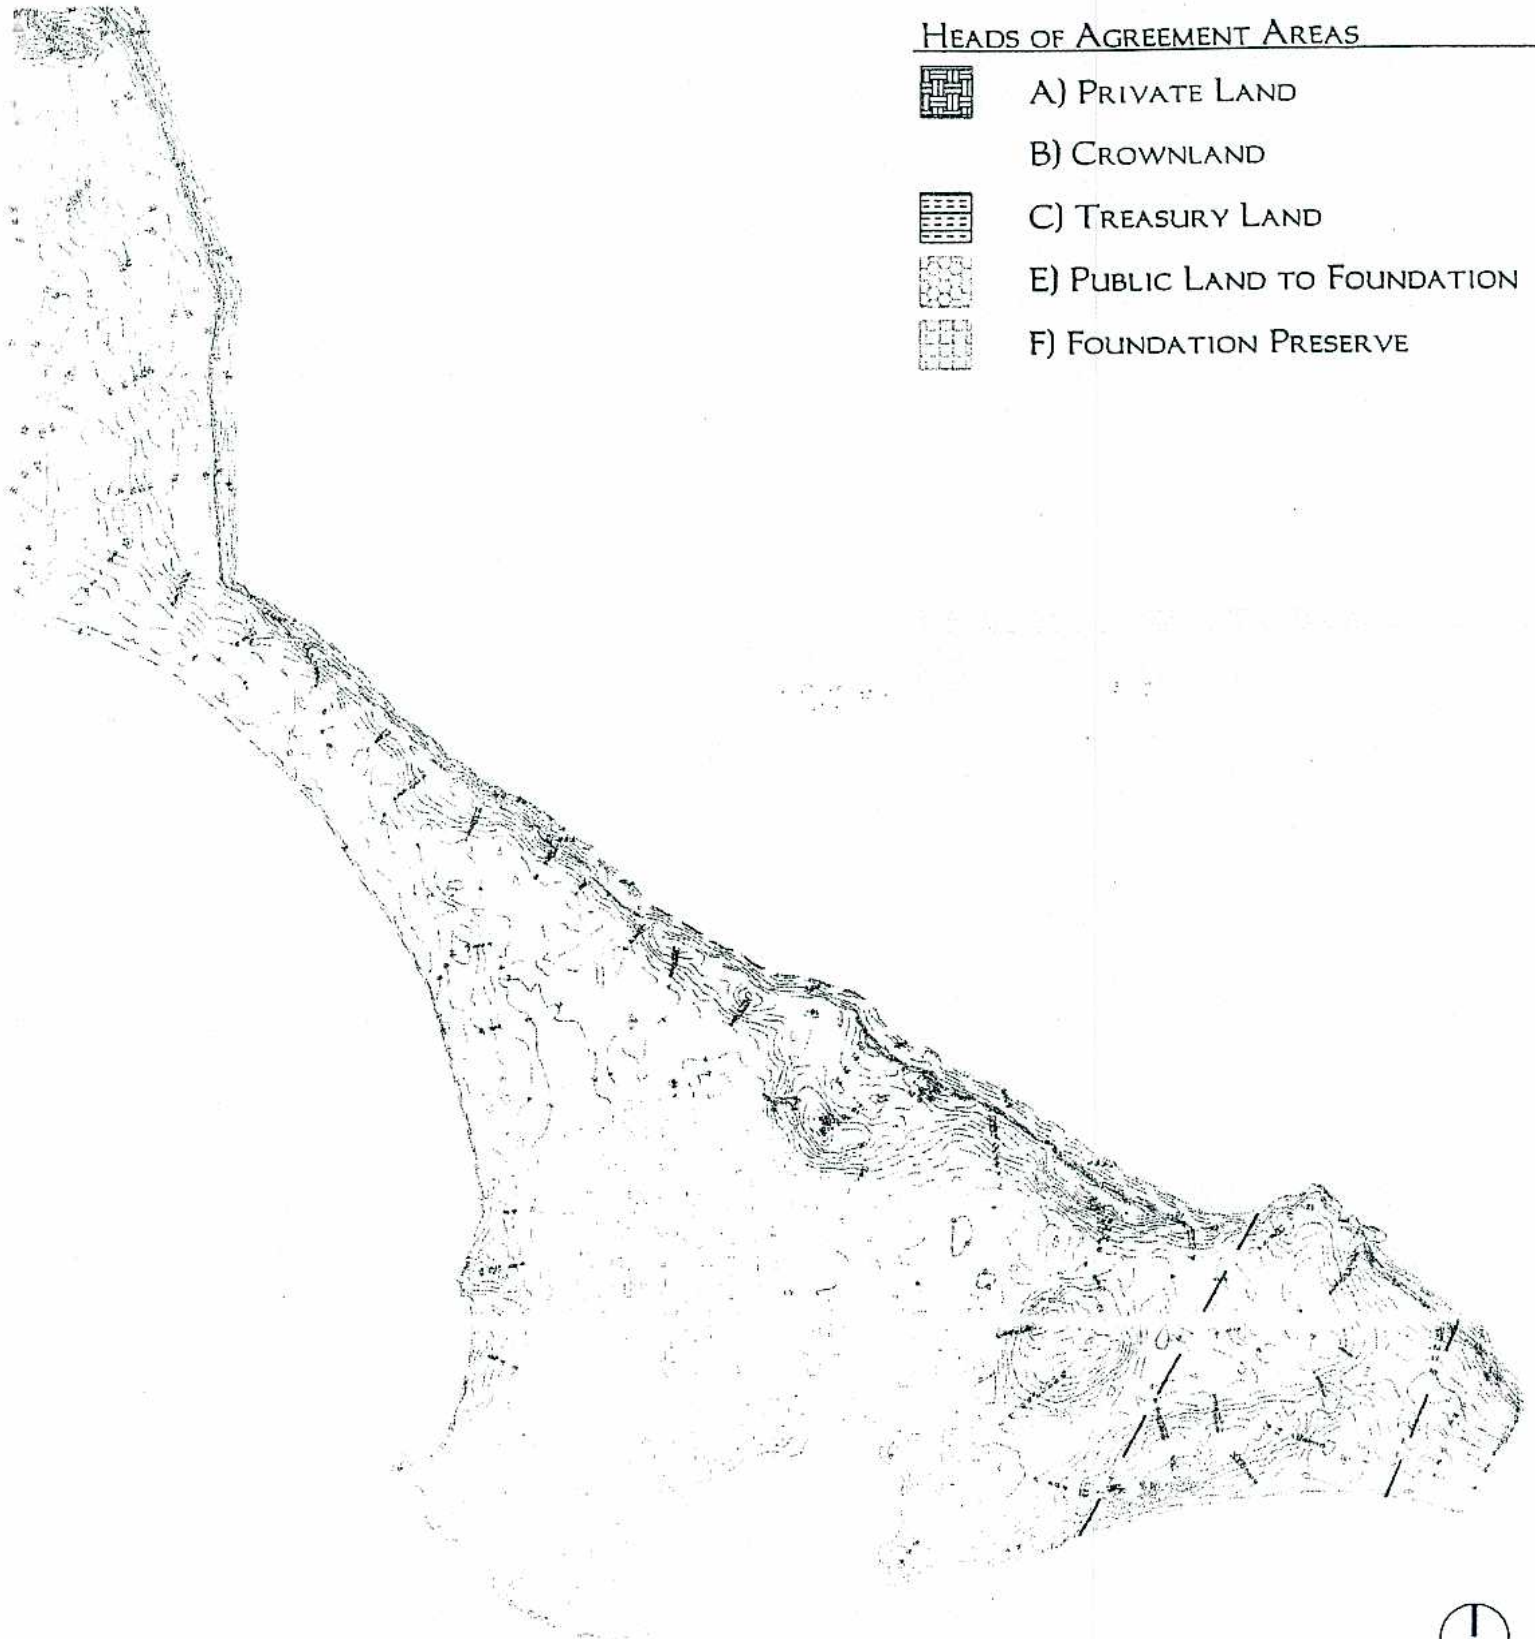 HEADS OF AGREEMENT AREAS
A) PRIVATE LAND
B) CROWNLAND
C) TREASURY LAND
E) PUBLIC LAND TO FOUNDATION
F) FOUNDATION PRESERVE